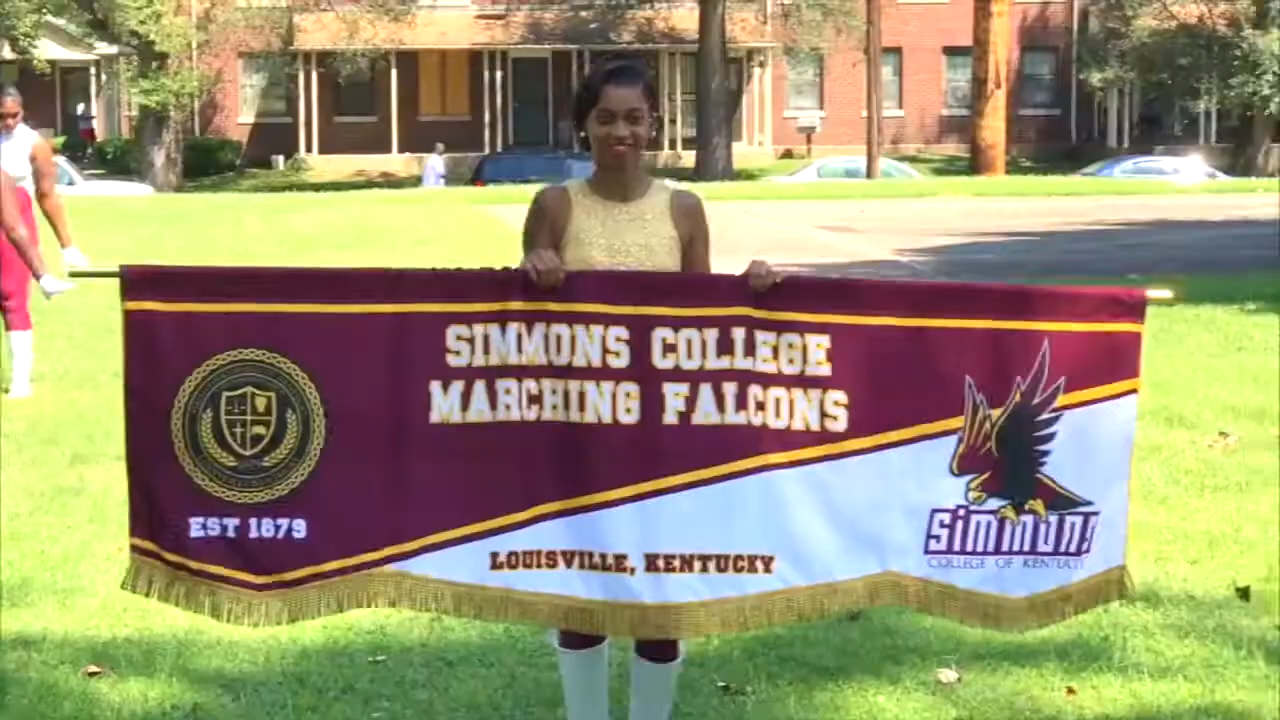 SIMMONS COLLEGE
MARCHING FALCONS
EST 1879
LOUISVILLE, KENTUCKY
Simmons
COLLEGE OF KENTUCKY